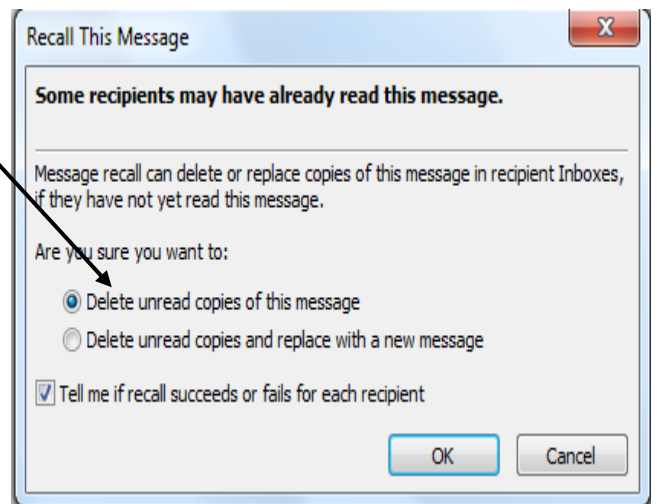 Recall This Message
Some recipients may have already read this message.
Message recall can delete or replace copies of this message in recipient Inboxes,
if they have not yet read this message.
Are you sure you want to:
Delete unread copies of this message
Delete unread copies and replace with a new message
Tell me if recall succeeds or fails for each recipient
OK Cancel